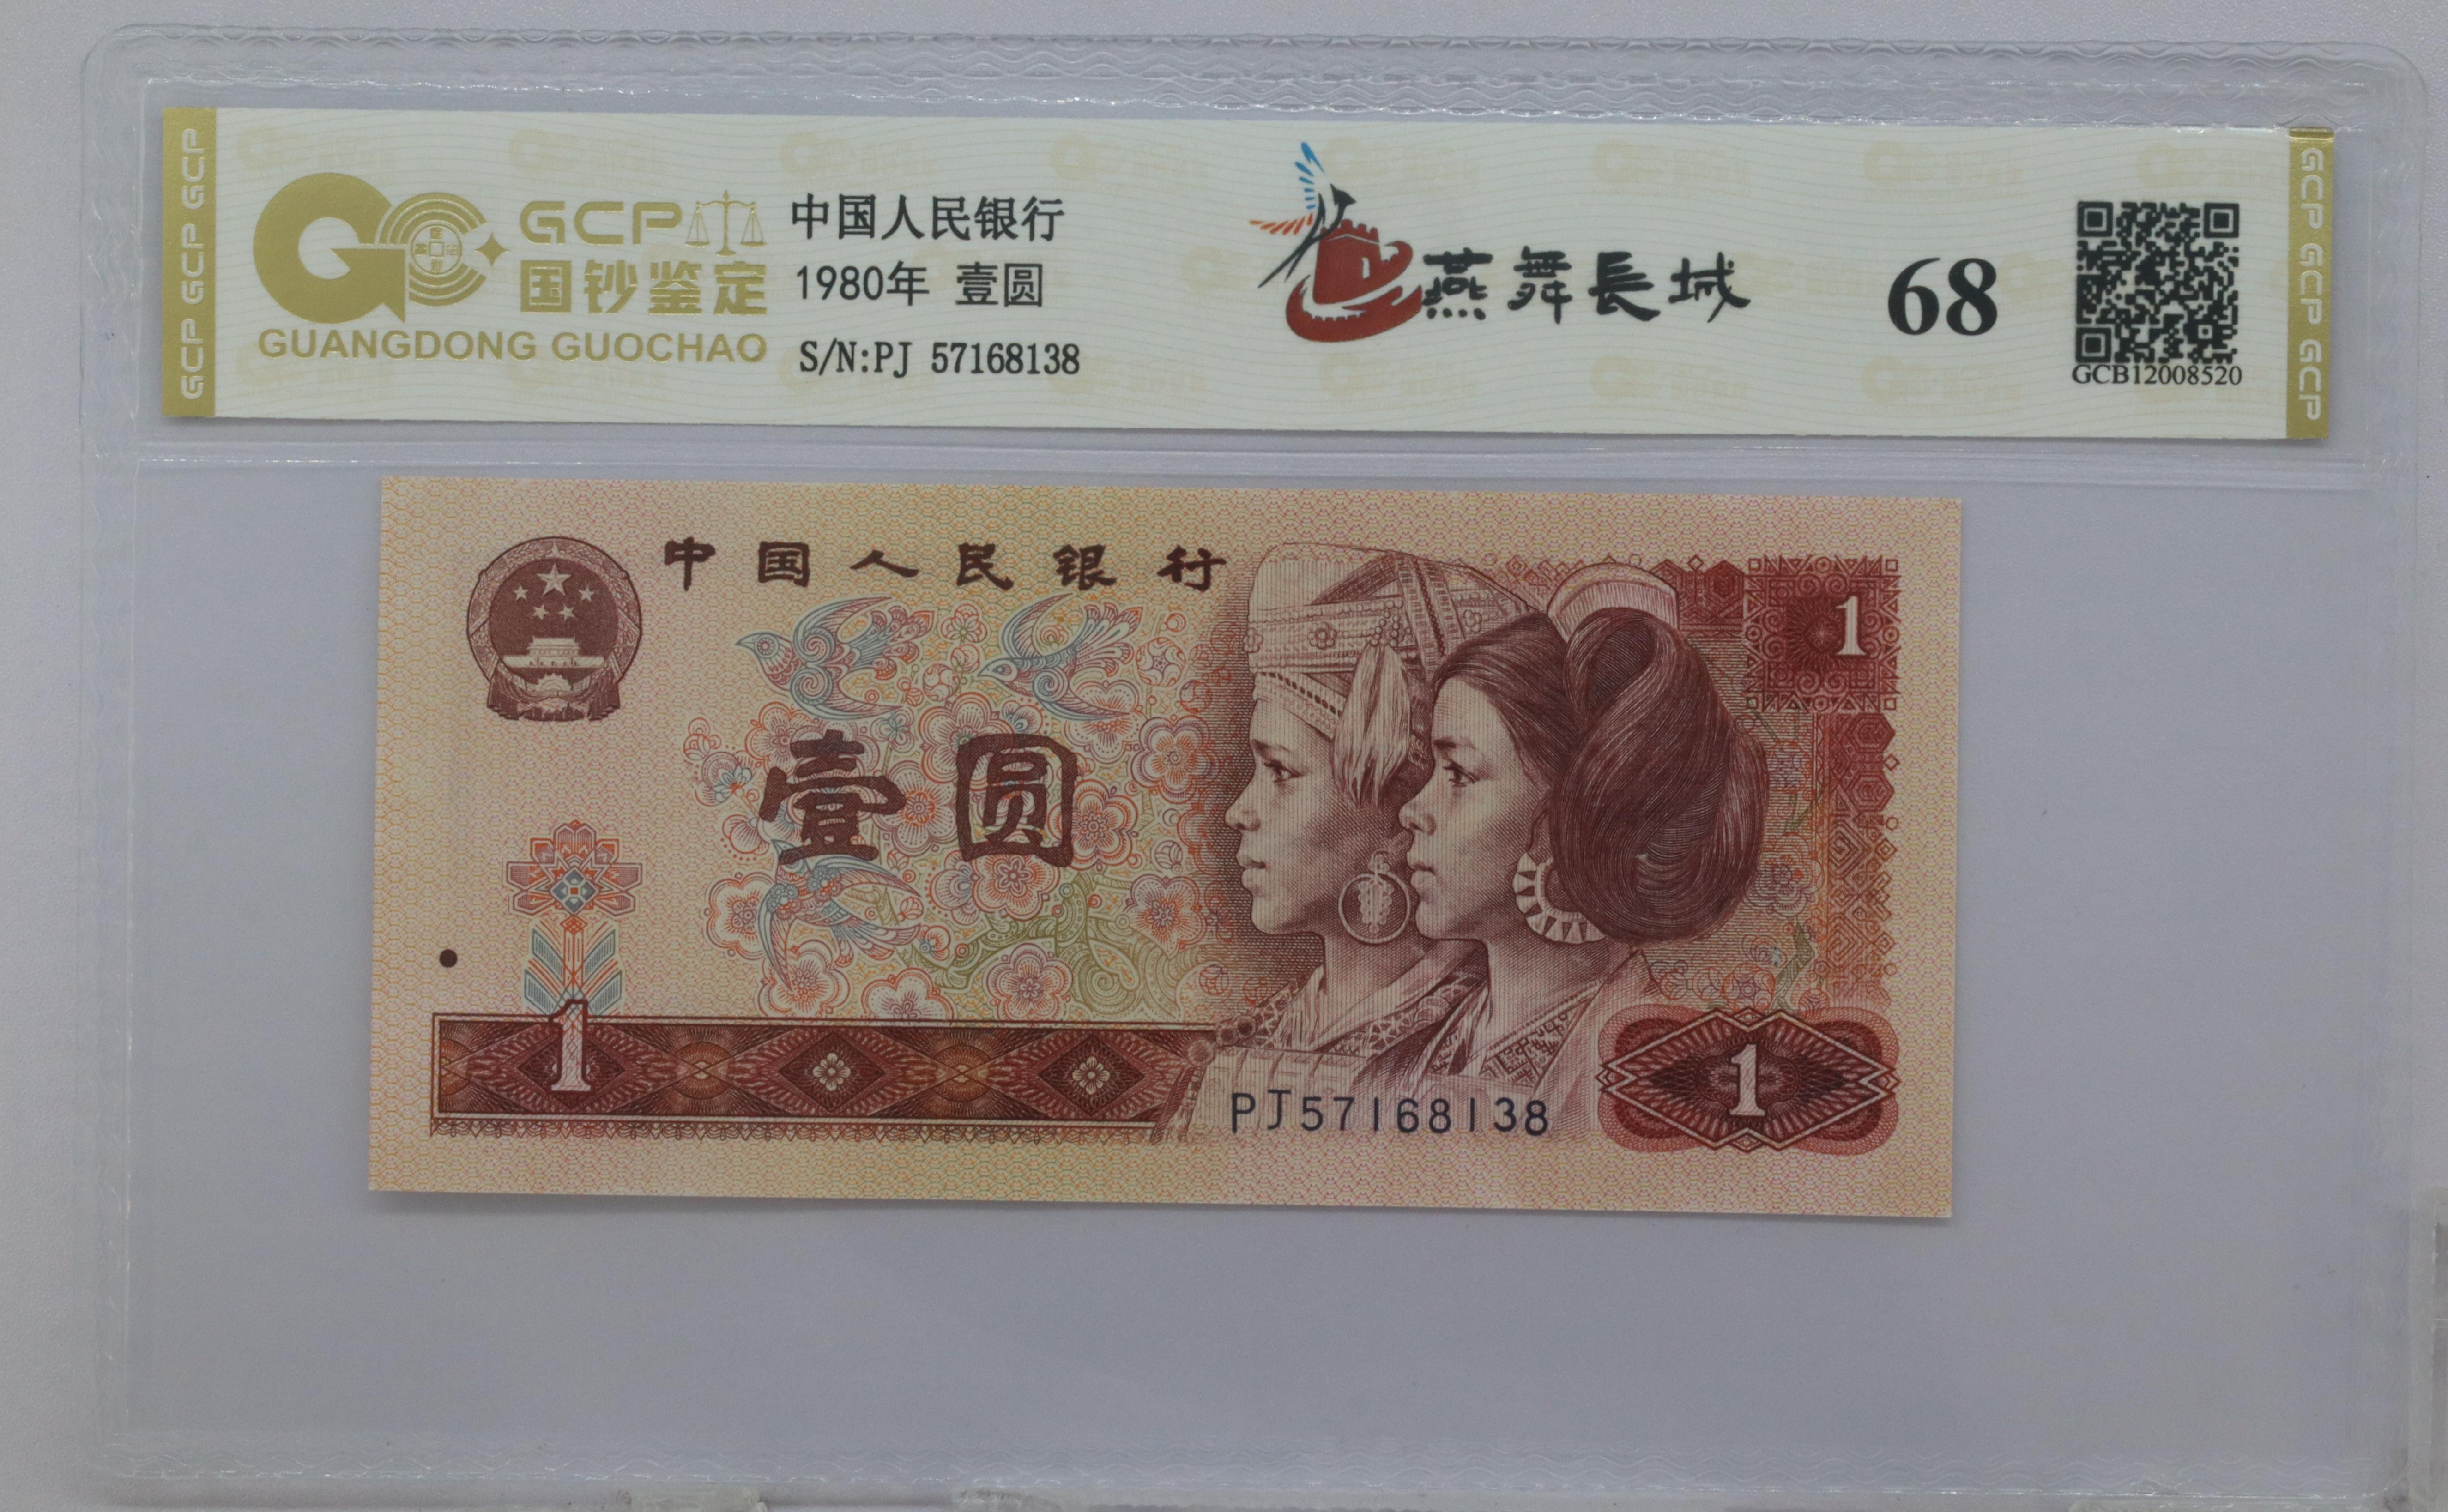 GCP GCP GCP
GCP
国钞鉴定
GUANGDONG GUOCHAO
中国人民银行
1980年 壹圆
S/N:PJ 57168138
燕舞長城
68
GCB12008520
GCP GCP GCP
中国人民银行
1
壹圆
1
PJ57168138
1